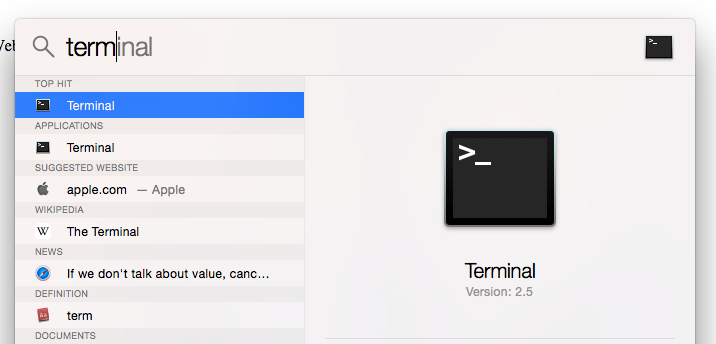 Veb
terminal
TOP HIT
Terminal
APPLICATIONS
Terminal
SUGGESTED WEBSITE
apple.com — Apple
WIKIPEDIA
W The Terminal
NEWS
If we don't talk about value, canc...
DEFINITION
term
DOCUMENTS
>_
Terminal
Version: 2.5